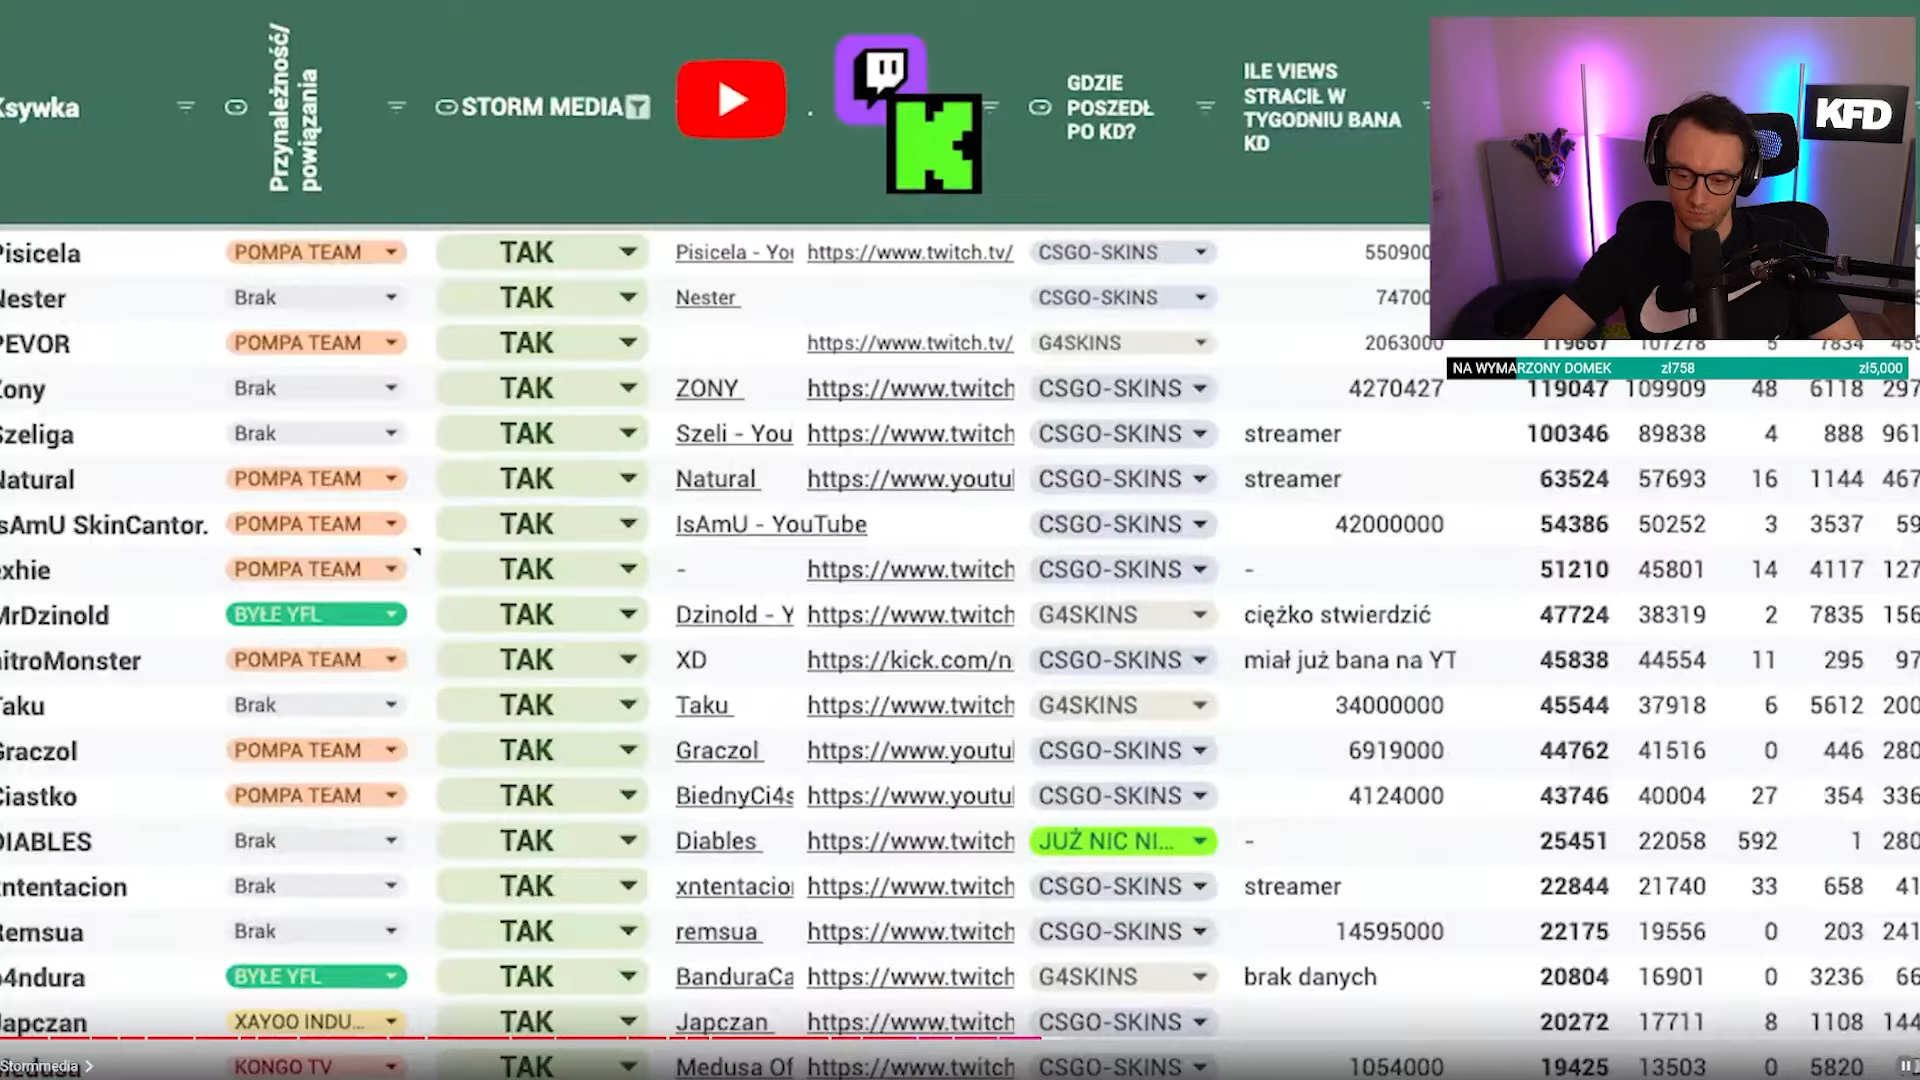 Ksywka Przynależność/ powiązania STORM MEDIA . GDZIE POSZEDŁ PO KD? ILE VIEWS STRACIŁ W TYGODNIU BANA KD
KFD
Pisicela POMPA TEAM TAK Pisicela - You https://www.twitch.tv/ CSGO-SKINS 550900
Nester Brak TAK Nester CSGO-SKINS 74700
PEVOR POMPA TEAM TAK https://www.twitch.tv/ G4SKINS 2063000 119667 107278 5 7834 455
NA WYMARZONY DOMEK zł758 zł5,000
Zony Brak TAK ZONY https://www.twitch CSGO-SKINS 4270427 119047 109909 48 6118 297
Szeliga Brak TAK Szeli - You https://www.twitch CSGO-SKINS streamer 100346 89838 4 888 961
Natural POMPA TEAM TAK Natural https://www.youtu CSGO-SKINS streamer 63524 57693 16 1144 467
IsAmU SkinCantor. POMPA TEAM TAK IsAmU - YouTube CSGO-SKINS 42000000 54386 50252 3 3537 59
exhie POMPA TEAM TAK - https://www.twitch CSGO-SKINS - 51210 45801 14 4117 127
MrDzinold BYŁE YFL TAK Dzinold - Y https://www.twitch G4SKINS ciężko stwierdzić 47724 38319 2 7835 156
nitroMonster POMPA TEAM TAK XD https://kick.com/n CSGO-SKINS miał już bana na YT 45838 44554 11 295 97
Taku Brak TAK Taku https://www.twitch G4SKINS 34000000 45544 37918 6 5612 200
Graczol POMPA TEAM TAK Graczol https://www.youtu CSGO-SKINS 6919000 44762 41516 0 446 280
Ciastko POMPA TEAM TAK BiednyCi4s https://www.youtu CSGO-SKINS 4124000 43746 40004 27 354 336
DIABLES Brak TAK Diables https://www.twitch JUŻ NIC NI... - 25451 22058 592 1 280
xntentacion Brak TAK xntentacio https://www.twitch CSGO-SKINS streamer 22844 21740 33 658 41
Remsua Brak TAK remsua https://www.twitch CSGO-SKINS 14595000 22175 19556 0 203 241
b4ndura BYŁE YFL TAK BanduraCa https://www.twitch G4SKINS brak danych 20804 16901 0 3236 66
Japczan XAYOO INDU... TAK Japczan https://www.twitch CSGO-SKINS 20272 17711 8 1108 144
Medusa KONGO TV TAK Medusa Of https://www.twitch CSGO-SKINS 1054000 19425 13503 0 5820
Stormmedia